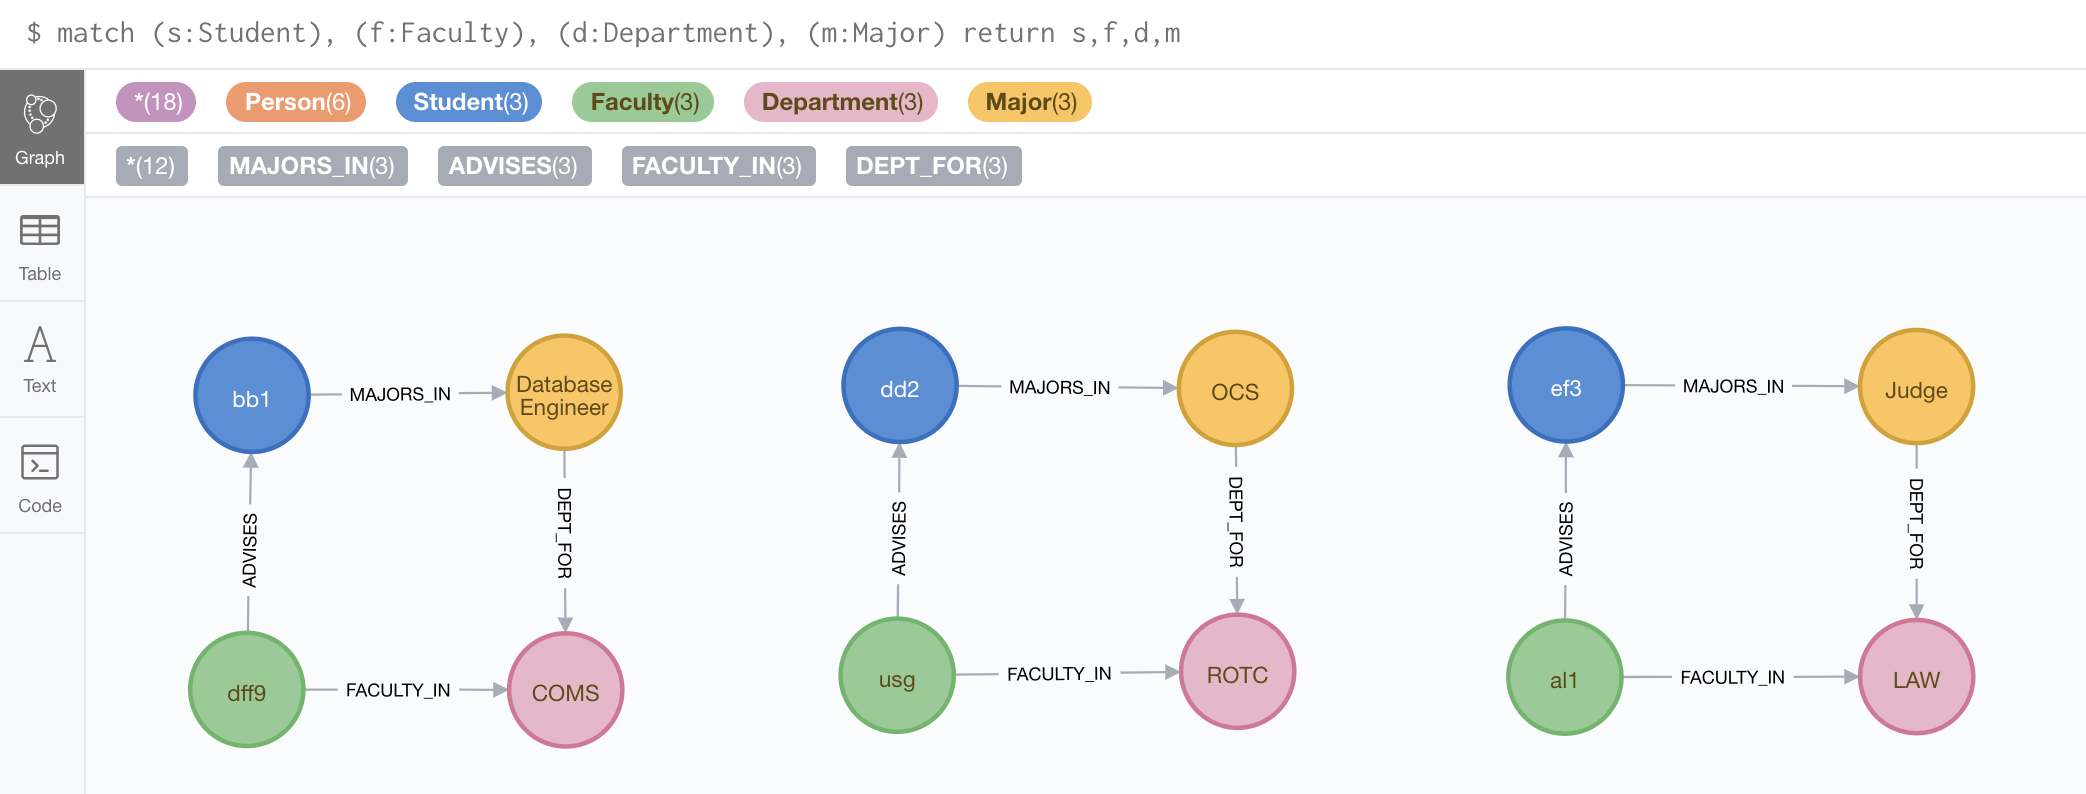 $ match (s:Student), (f:Faculty), (d:Department), (m:Major) return s,f,d,m
Graph
Table
Text
Code
*(18) Person(6) Student(3) Faculty(3) Department(3) Major(3)
*(12) MAJORS_IN(3) ADVISES(3) FACULTY_IN(3) DEPT_FOR(3)
bb1
MAJORS_IN
Database
Engineer
ADVISES
DEPT_FOR
dff9
FACULTY_IN
COMS
dd2
MAJORS_IN
OCS
ADVISES
DEPT_FOR
usg
FACULTY_IN
ROTC
ef3
MAJORS_IN
Judge
ADVISES
DEPT_FOR
al1
FACULTY_IN
LAW